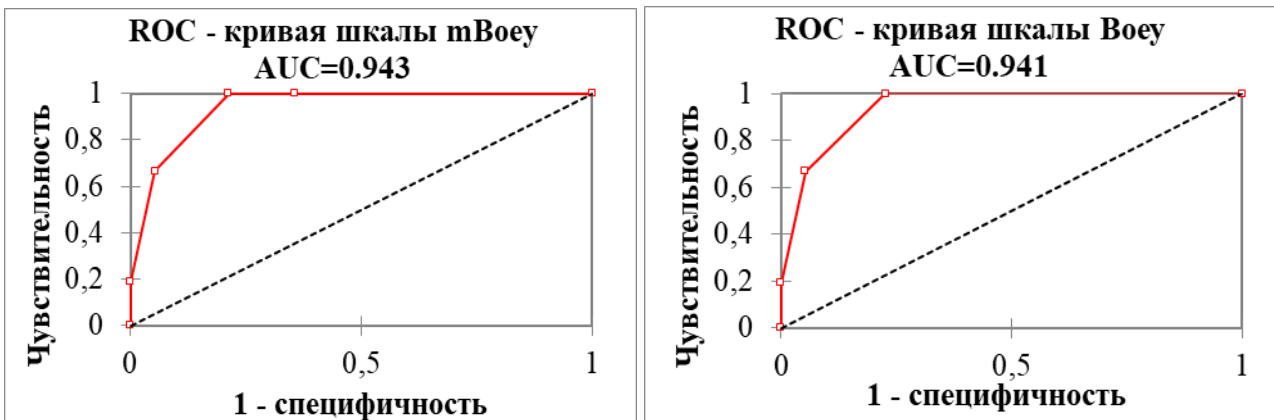 ROC - кривая шкалы mBoey
AUC=0.943
Чувствительность
1
0,8
0,6
0,4
0,2
0
0
0,5
1
1 - специфичность
ROC - кривая шкалы Boey
AUC=0.941
Чувствительность
1
0,8
0,6
0,4
0,2
0
0
0,5
1
1 - специфичность